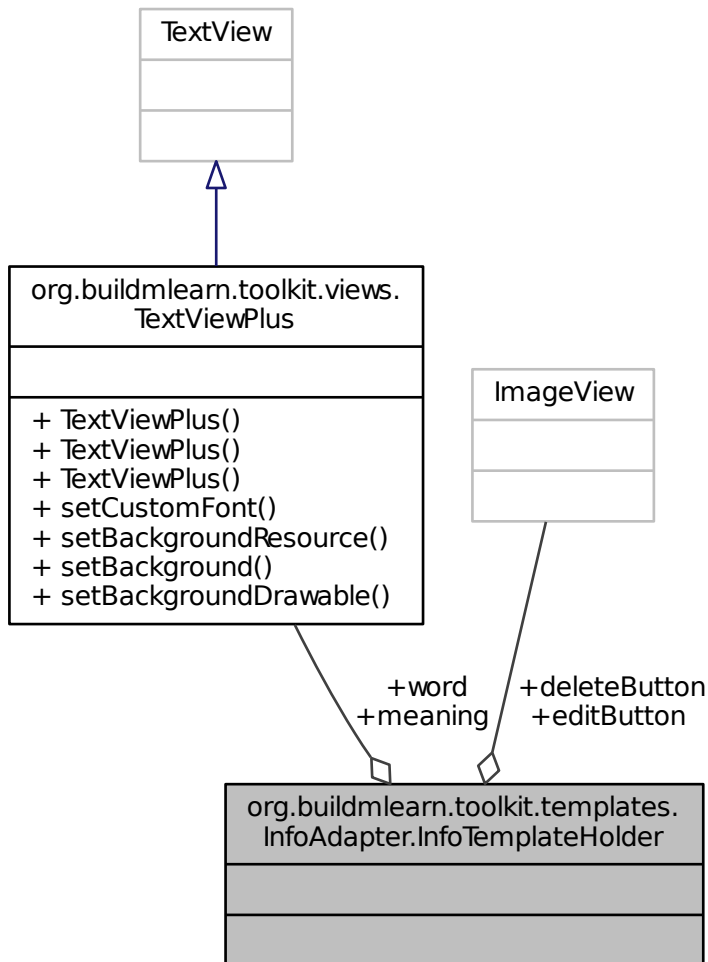 TextView
org.buildmlearn.toolkit.views.
TextViewPlus
+ TextViewPlus()
+ TextViewPlus()
+ TextViewPlus()
+ setCustomFont()
+ setBackgroundResource()
+ setBackground()
+ setBackgroundDrawable()
ImageView
+word
+meaning
+deleteButton
+editButton
org.buildmlearn.toolkit.templates.
InfoAdapter.InfoTemplateHolder